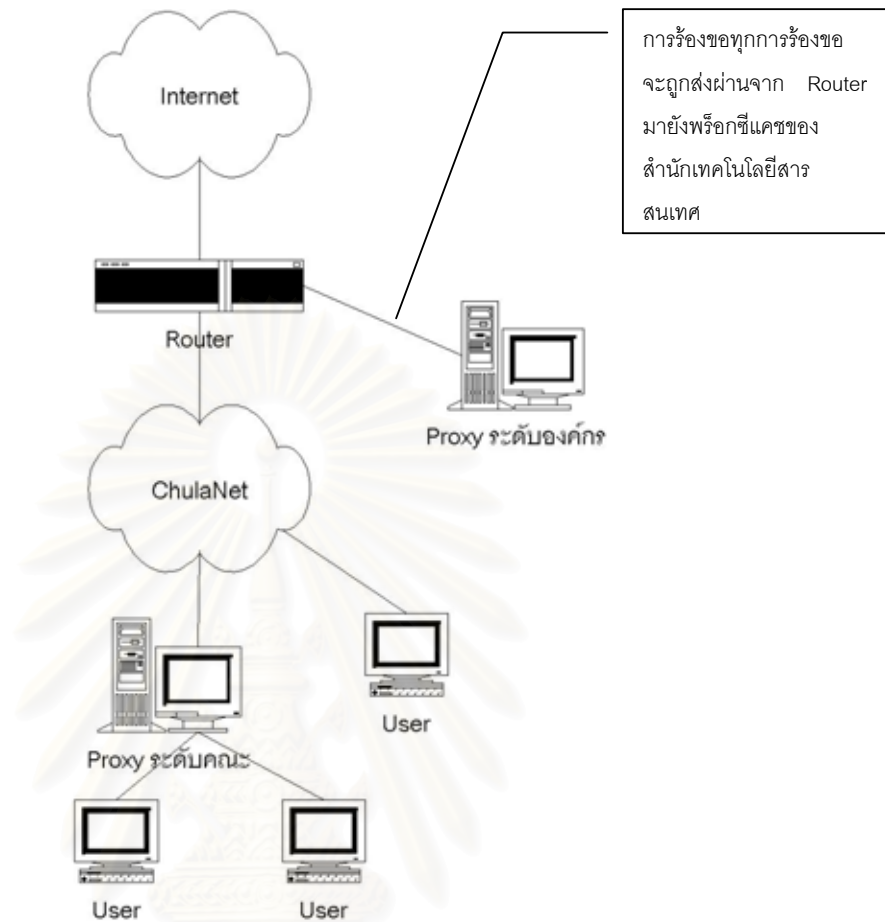 การร้องขอทุกการร้องขอ
จะถูกส่งผ่านจาก Router
มายังพร็อกซีแคชของ
สำนักเทคโนโลยีสาร
สนเทศ
Internet
Router
Proxy ระดับองค์กร
ChulaNet
User
Proxy ระดับคณะ
User
User